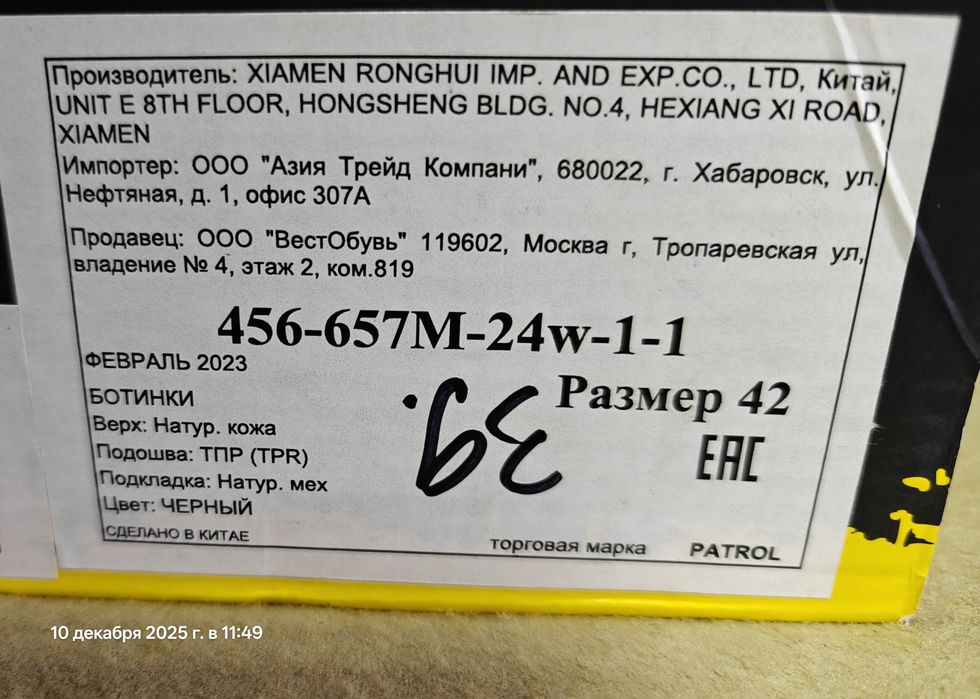 Производитель: XIAMEN RONGHUI IMP. AND EXP.CO., LTD, Китай,
UNIT E 8TH FLOOR, HONGSHENG BLDG. NO.4, HEXIANG XI ROAD,
XIAMEN
Импортер: ООО "Азия Трейд Компани", 680022, г. Хабаровск, ул.
Нефтяная, д. 1, офис 307А
Продавец: ООО "ВестОбувь" 119602, Москва г, Тропаревская ул,
владение № 4, этаж 2, ком.819
456-657M-24w-1-1
ФЕВРАЛЬ 2023
Размер 42
БОТИНКИ
Верх: Натур. кожа
Подошва: ТПР (TPR)
Подкладка: Натур. мех
Цвет: ЧЕРНЫЙ
СДЕЛАНО В КИТАЕ
EAC
торговая марка PATROL
10 декабря 2025 г. в 11:49